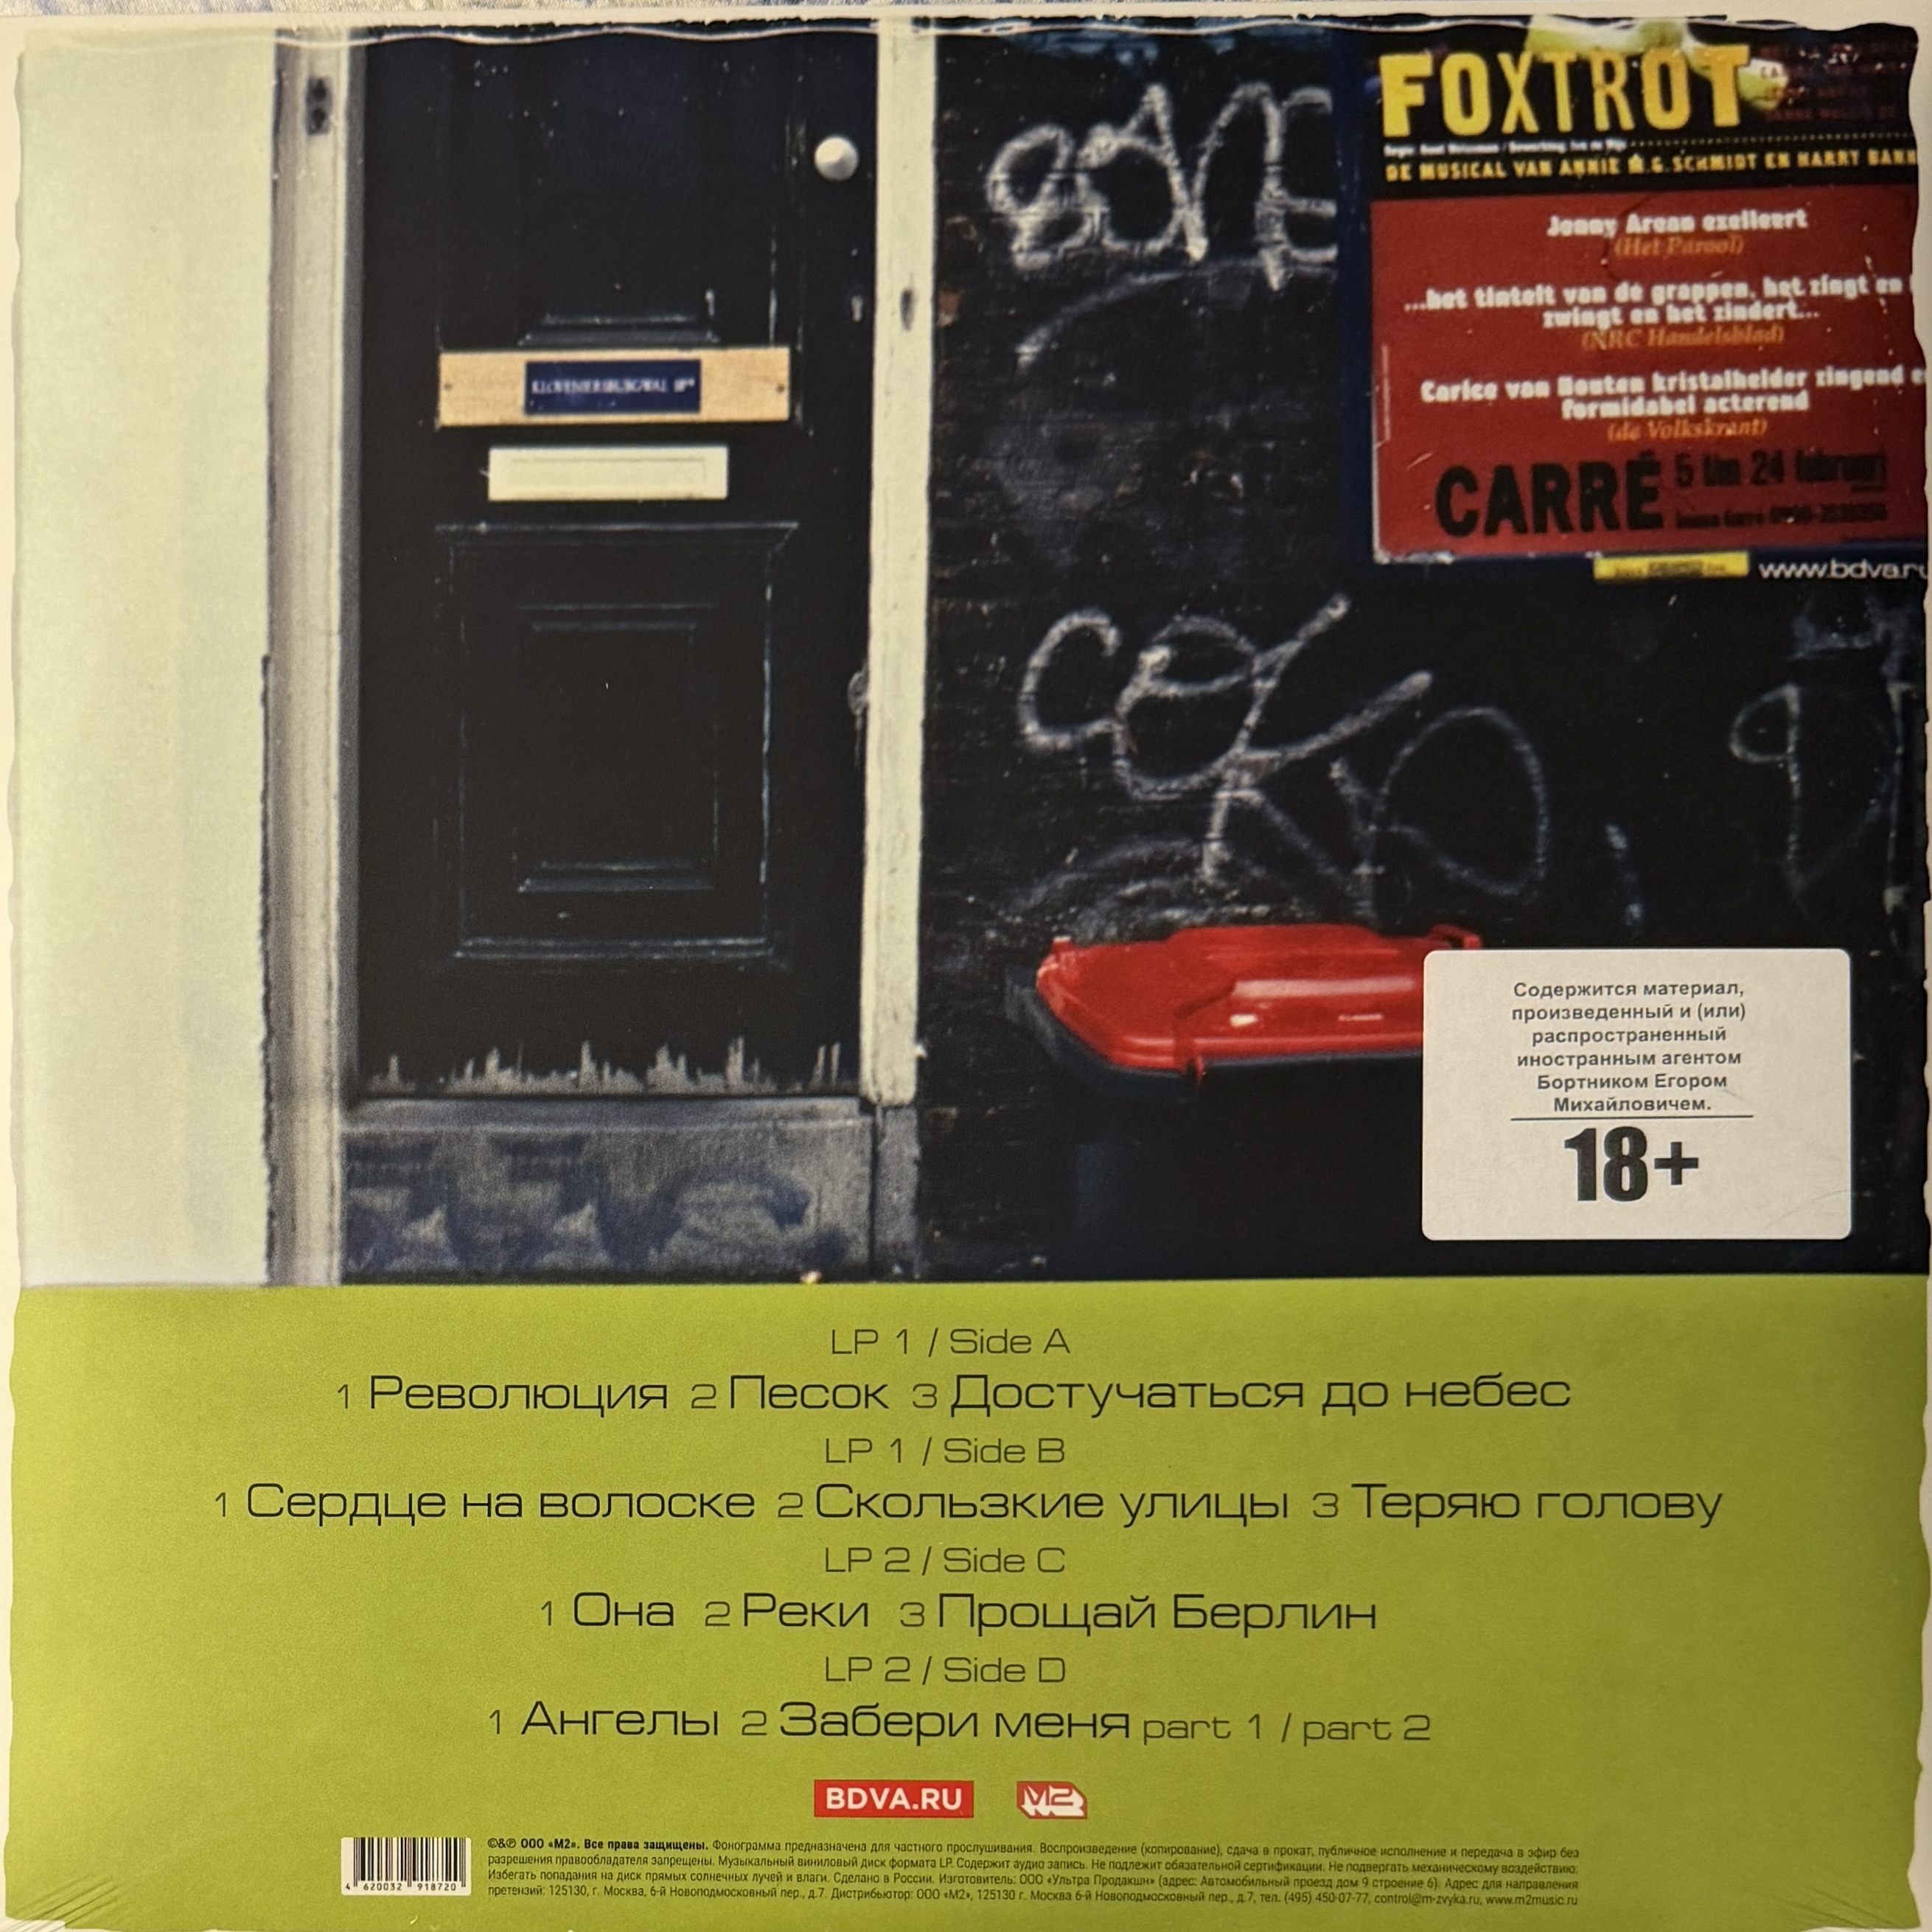 FOXTROT
DE MUSICAL VAN ANNIE M.G. SCHMIDT EN HARRY BANN
Jenny Arean exelleert
(Het Parool)
...het tintelt van de grappen, het zingt en
zwingt en het zindert...
(NRC Handelsblad)
Carice van Houten kristalhelder zingend e
formidabel acterend
(de Volkskrant)
CARRÉ 5 t/m 24 februari
www.bdva.ru
KLOVENIERSBURGWAL
Содержится материал,
произведенный и (или)
распространенный
иностранным агентом
Бортником Егором
Михайловичем.
18+
LP 1 / Side A
1 Революция 2 Песок 3 Достучаться до небес
LP 1 / Side B
1 Сердце на волоске 2 Скользкие улицы 3 Теряю голову
LP 2 / Side C
1 Она 2 Реки 3 Прощай Берлин
LP 2 / Side D
1 Ангелы 2 Забери меня part 1 / part 2
BDVA.RU M2
4 620032 918720
©&℗ ООО «М2». Все права защищены. Фонограмма предназначена для частного прослушивания. Воспроизведение (копирование), сдача в прокат, публичное исполнение и передача в эфир без
разрешения правообладателя запрещены. Музыкальный виниловый диск формата LP. Содержит аудио запись. Не подлежит обязательной сертификации. Не подвергать механическому воздействию.
Избегать попадания на диск прямых солнечных лучей и влаги. Сделано в России. Изготовитель: ООО «Ультра Продакшн» (адрес: Автомобильный проезд дом 9 строение 6). Адрес для направления
претензий: 125130, г. Москва, 6-й Новоподмосковный пер., д.7. Дистрибьютор: ООО «М2», 125130 г. Москва 6-й Новоподмосковный пер., д.7, тел. (495) 450-07-77, control@m-zvyka.ru, www.m2music.ru